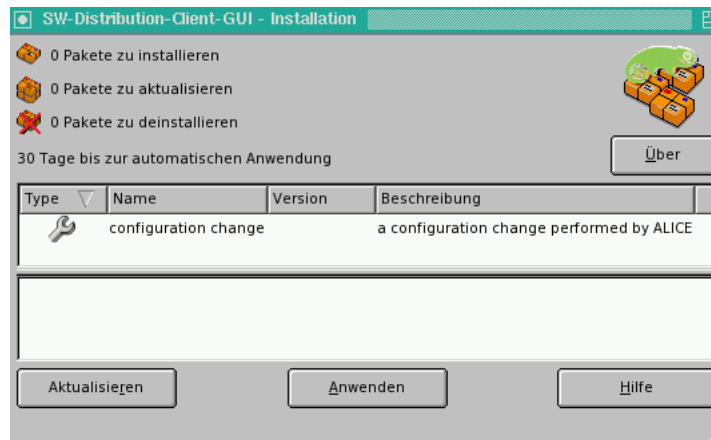 SW-Distribution-Client-GUI - Installation
0 Pakete zu installieren
0 Pakete zu aktualisieren
0 Pakete zu deinstallieren
30 Tage bis zur automatischen Anwendung
Über
Type Name Version Beschreibung
configuration change a configuration change performed by ALICE
Aktualisieren Anwenden Hilfe